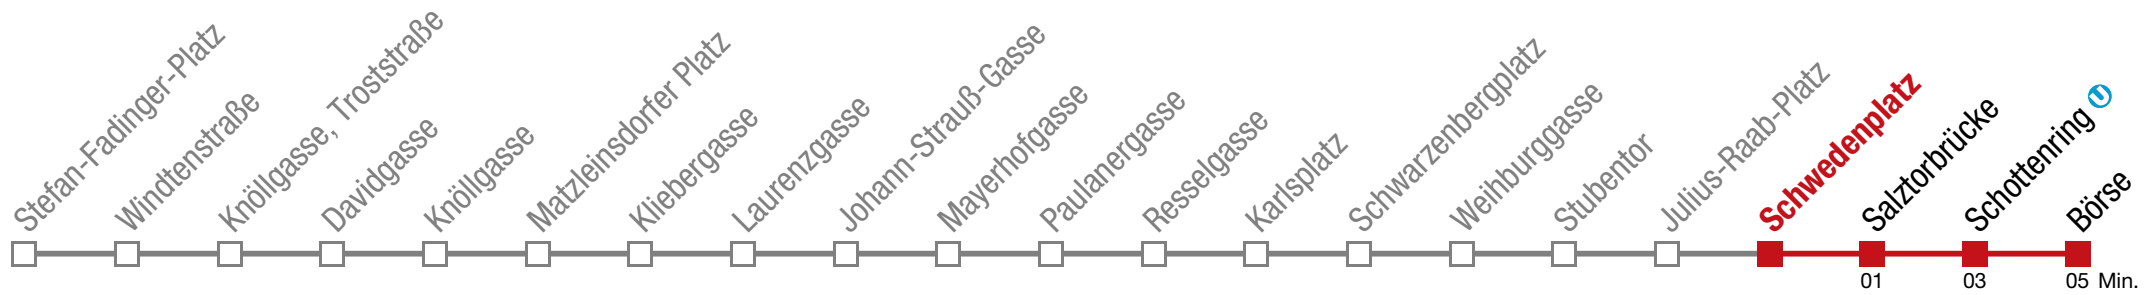 Stefan-Fadinger-Platz
Windtenstraße
Knöllgasse, Troststraße
Davidgasse
Knöllgasse
Matzleinsdorfer Platz
Kliebergasse
Laurenzgasse
Johann-Strauß-Gasse
Mayerhofgasse
Paulanergasse
Resselgasse
Karlsplatz
Schwarzenbergplatz
Weihburggasse
Stubentor
Julius-Raab-Platz
Schwedenplatz
Salztorbrücke
Schottenring U
Börse
01 03 05 Min.